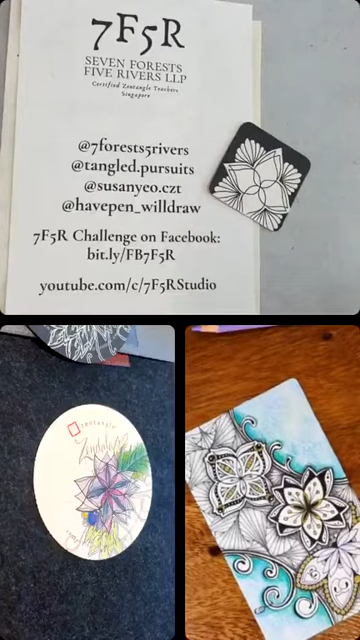 7F5R
SEVEN FORESTS
FIVE RIVERS LLP
Certified Zentangle Teachers
Singapore
@7forests5rivers
@tangled.pursuits
@susanyeo.czt
@havepen_willdraw
7F5R Challenge on Facebook:
bit.ly/FB7F5R
youtube.com/c/7F5RStudio
zentangle